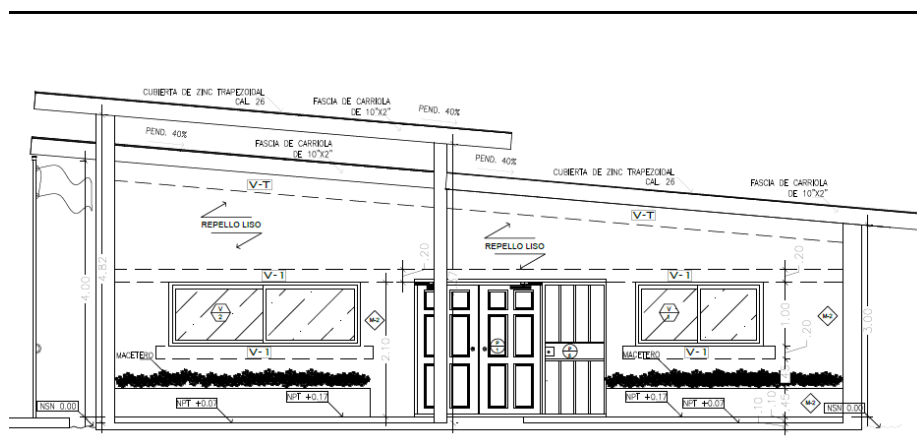 CUBIERTA DE ZINC TRAPEZOIDAL
CAL 26
FASCIA DE CARRIOLA
DE 10"X2"
PEND. 40%
PEND. 40%
FASCIA DE CARRIOLA
DE 10"X2"
PEND. 40%
CUBIERTA DE ZINC TRAPEZOIDAL
CAL 26
FASCIA DE CARRIOLA
DE 10"X2"
V-T
V-T
REPELLO LISO
REPELLO LISO
4.00
4.82
.20
V-1
V-1
.20
V
2
M-2
2.10
1.00
.20
3.00
M-2
V-1
V-1
MACETERO
MACETERO
NPT +0.07
NPT +0.17
NPT +0.17
NPT +0.07
NSN 0.00
NSN 0.00
.10
.10
.45
M-2